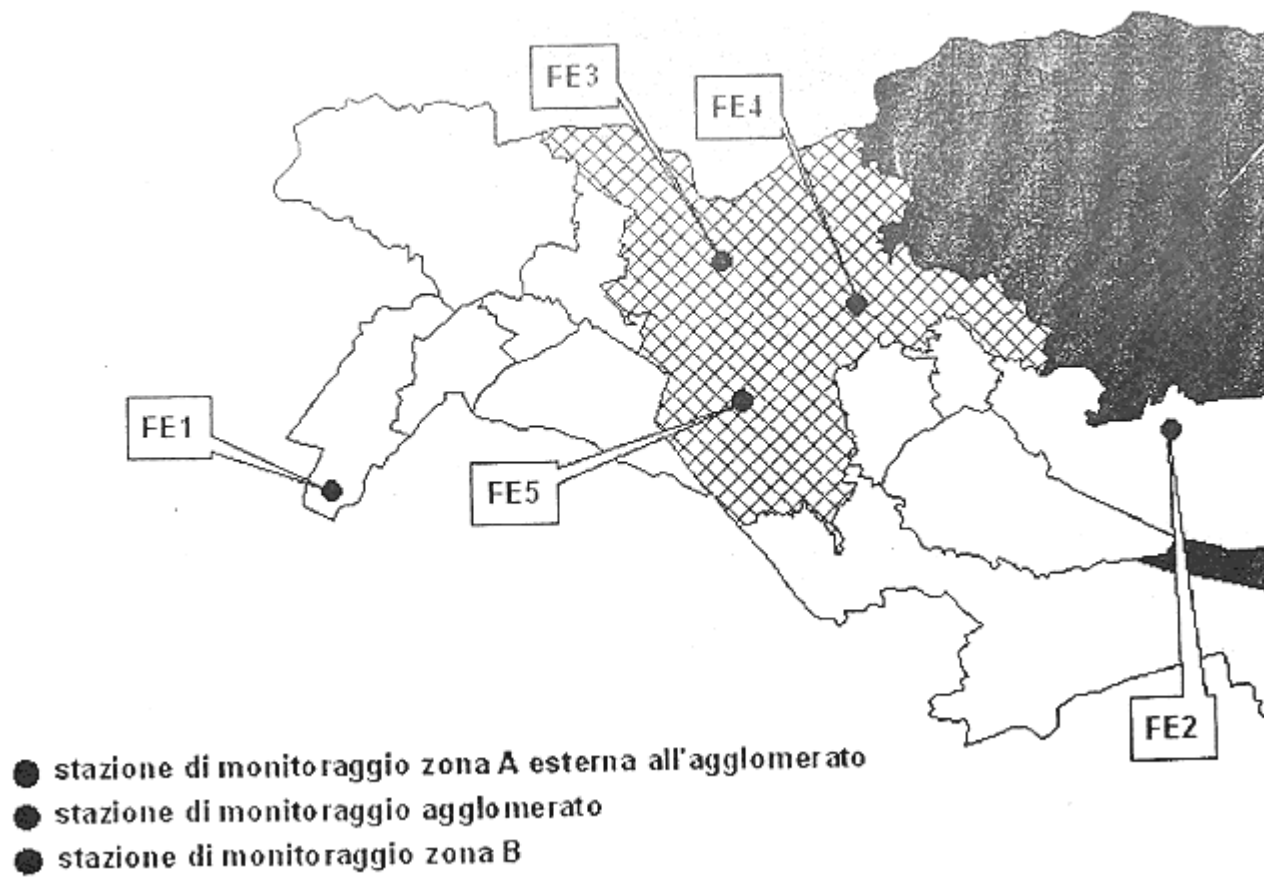 FE3
FE4
FE1
FE5
FE2
stazione di monitoraggio zona A esterna all'agglomerato
stazione di monitoraggio agglomerato
stazione di monitoraggio zona B